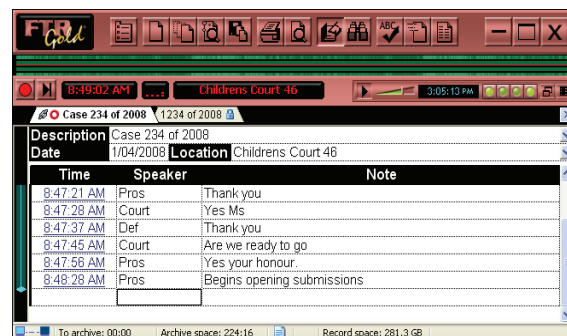 FTR Gold
ABC
8:49:02 AM Childrens Court 46 3:05:13 PM
Case 234 of 2008 1234 of 2008
Description Case 234 of 2008
Date 1/04/2008 Location Childrens Court 46
Time Speaker Note
8:47:21 AM Pros Thank you
8:47:28 AM Court Yes Ms
8:47:37 AM Def Thank you
8:47:45 AM Court Are we ready to go
8:47:56 AM Pros Yes your honour.
8:48:28 AM Pros Begins opening submissions
To archive: 00:00 Archive space: 224:16 Record space: 281.3 GB